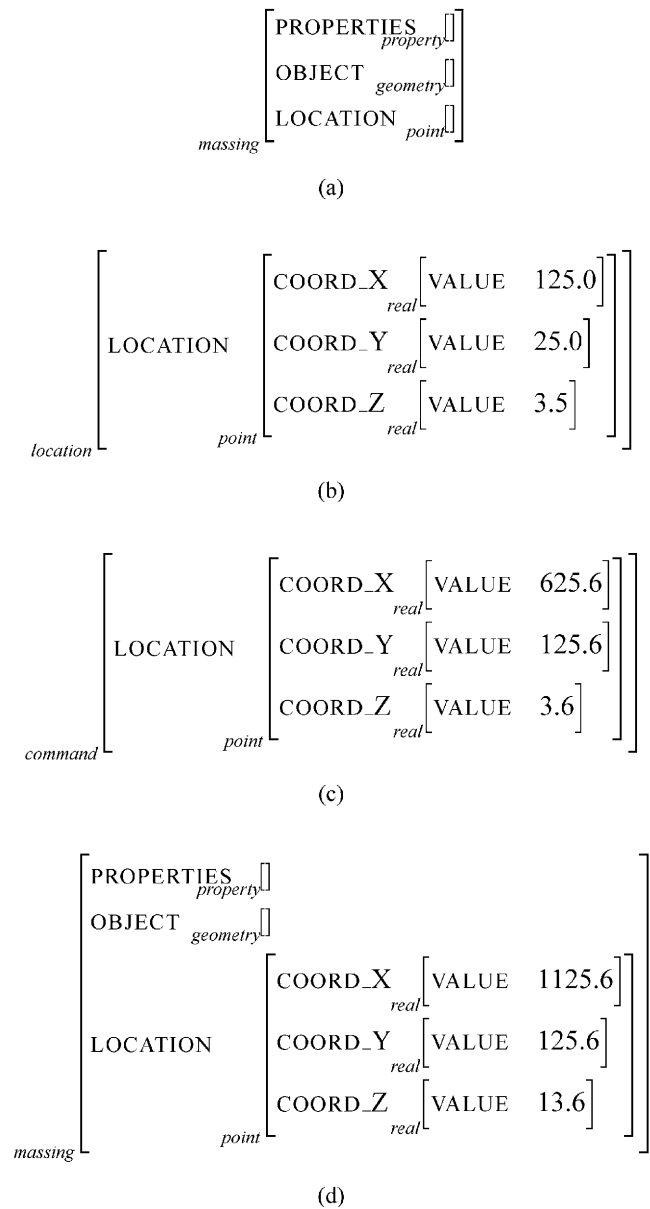 PROPERTIES property[]
OBJECT geometry[]
LOCATION point[]
massing
(a)
COORD_X real[VALUE 125.0]
LOCATION COORD_Y real[VALUE 25.0]
COORD_Z real[VALUE 3.5]
location point
(b)
COORD_X real[VALUE 625.6]
LOCATION COORD_Y real[VALUE 125.6]
COORD_Z real[VALUE 3.6]
command point
(c)
PROPERTIES property[]
OBJECT geometry[]
COORD_X real[VALUE 1125.6]
LOCATION COORD_Y real[VALUE 125.6]
COORD_Z real[VALUE 13.6]
massing point
(d)